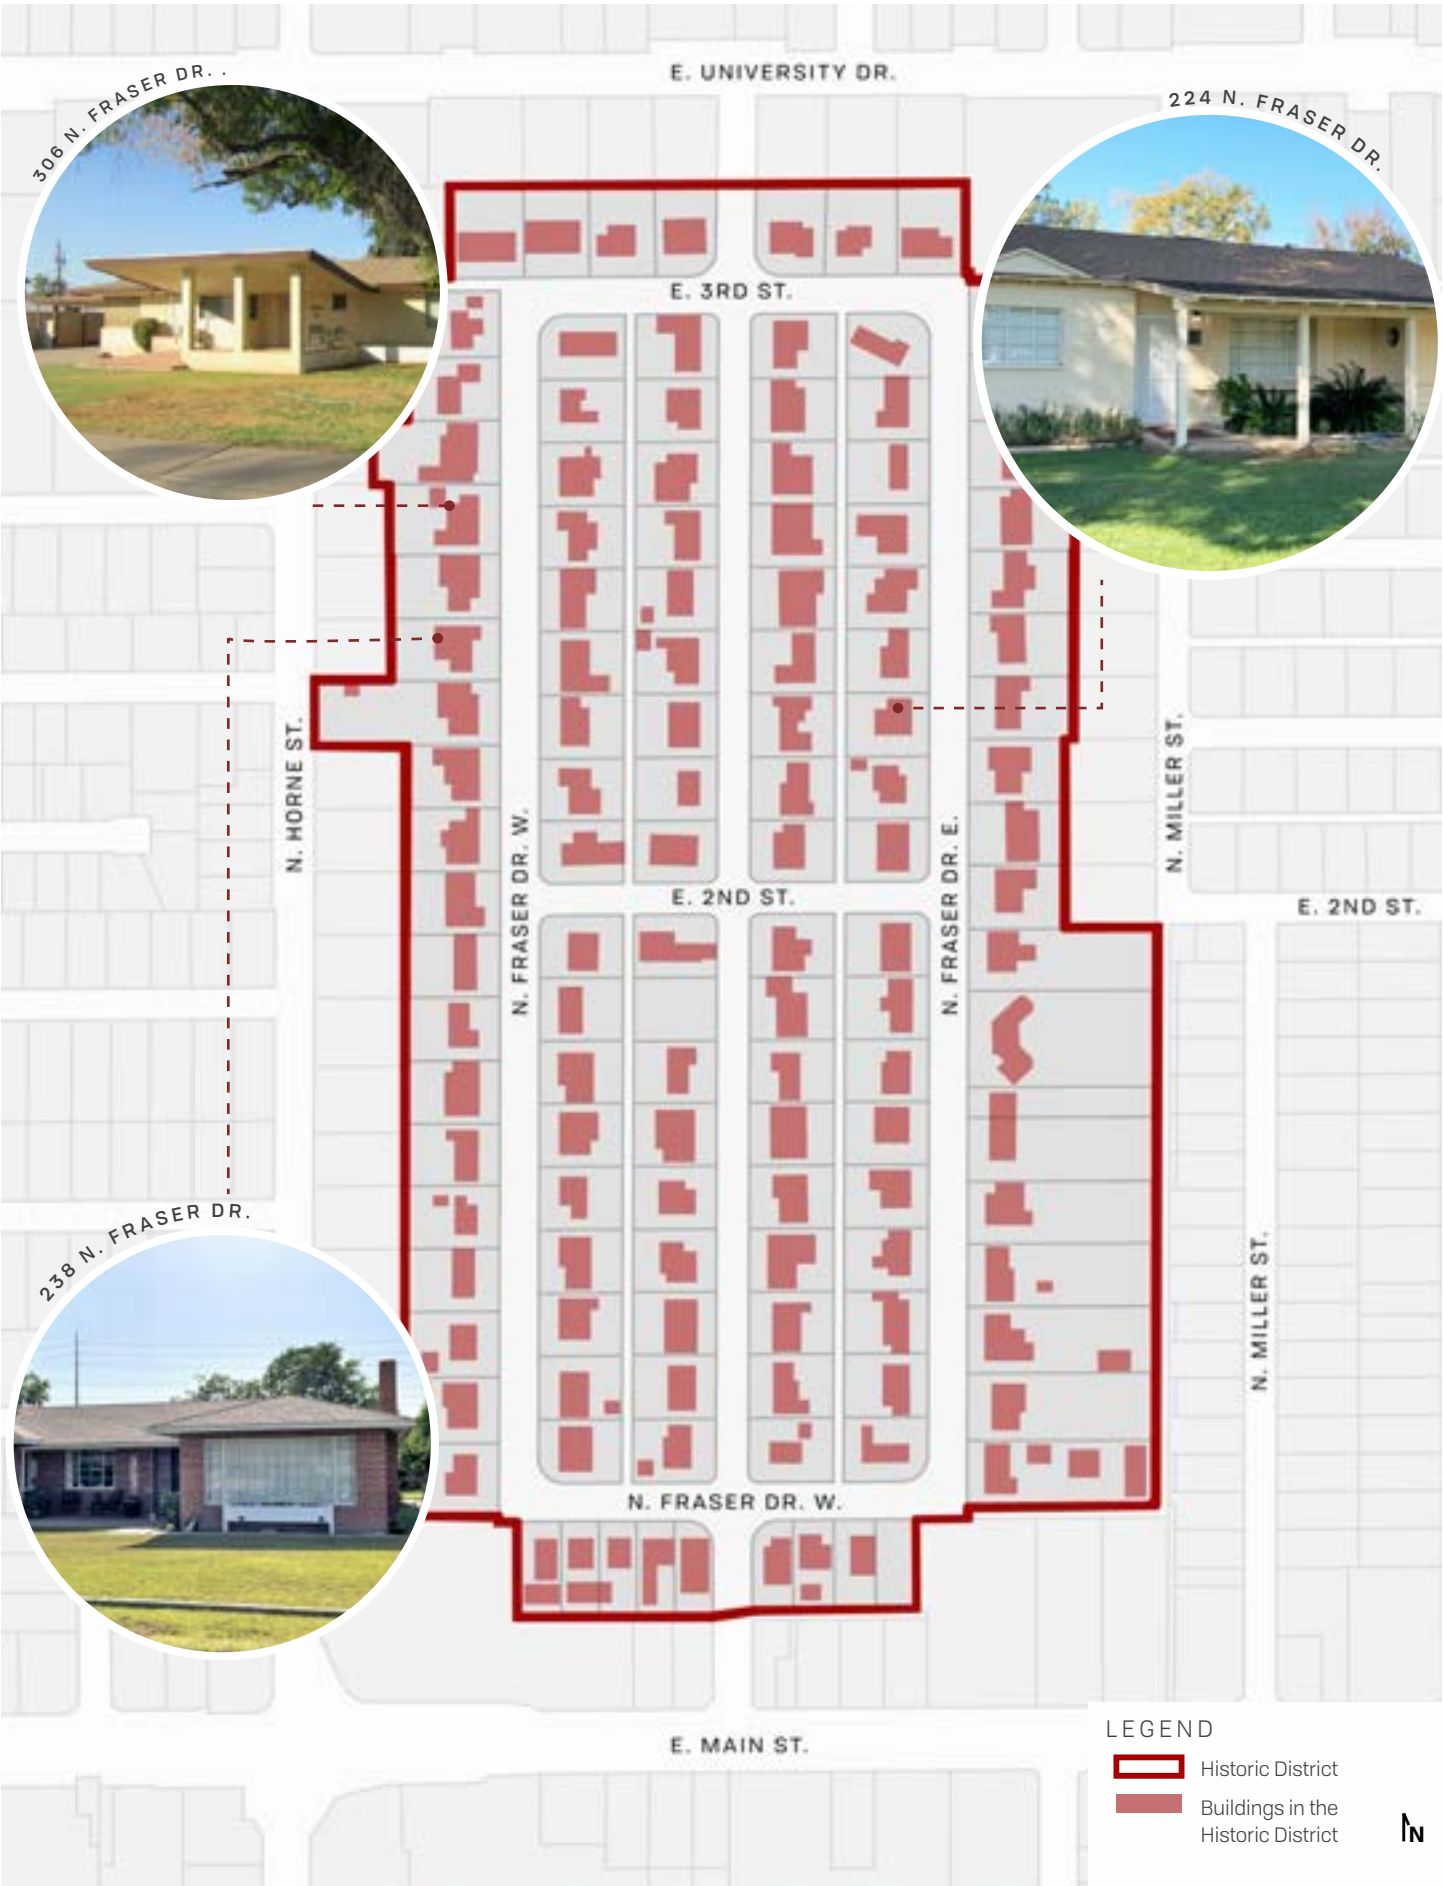 E. UNIVERSITY DR.
306 N. FRASER DR. .
224 N. FRASER DR.
E. 3RD ST.
N. HORNE ST.
N. MILLER ST.
N. FRASER DR. W.
N. FRASER DR. E.
E. 2ND ST.
E. 2ND ST.
238 N. FRASER DR.
N. MILLER ST.
N. FRASER DR. W.
E. MAIN ST.
LEGEND
Historic District
Buildings in the
Historic District
N